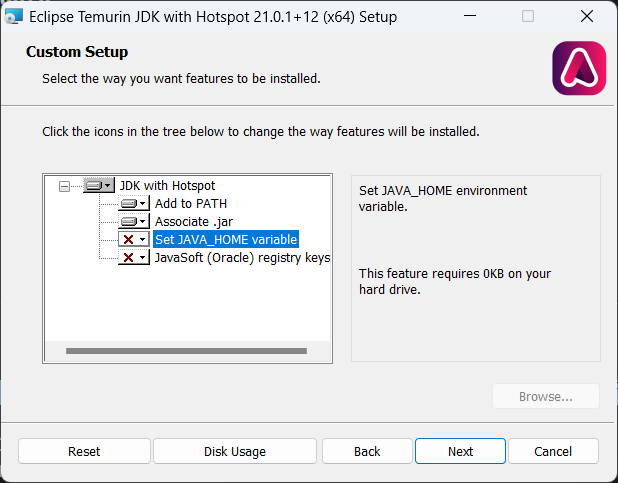 Eclipse Temurin JDK with Hotspot 21.0.1+12 (x64) Setup
Custom Setup
Select the way you want features to be installed.
Click the icons in the tree below to change the way features will be installed.
JDK with Hotspot
Add to PATH
Associate .jar
Set JAVA_HOME variable
JavaSoft (Oracle) registry keys
Set JAVA_HOME environment
variable.
This feature requires 0KB on your
hard drive.
Browse...
Reset
Disk Usage
Back
Next
Cancel